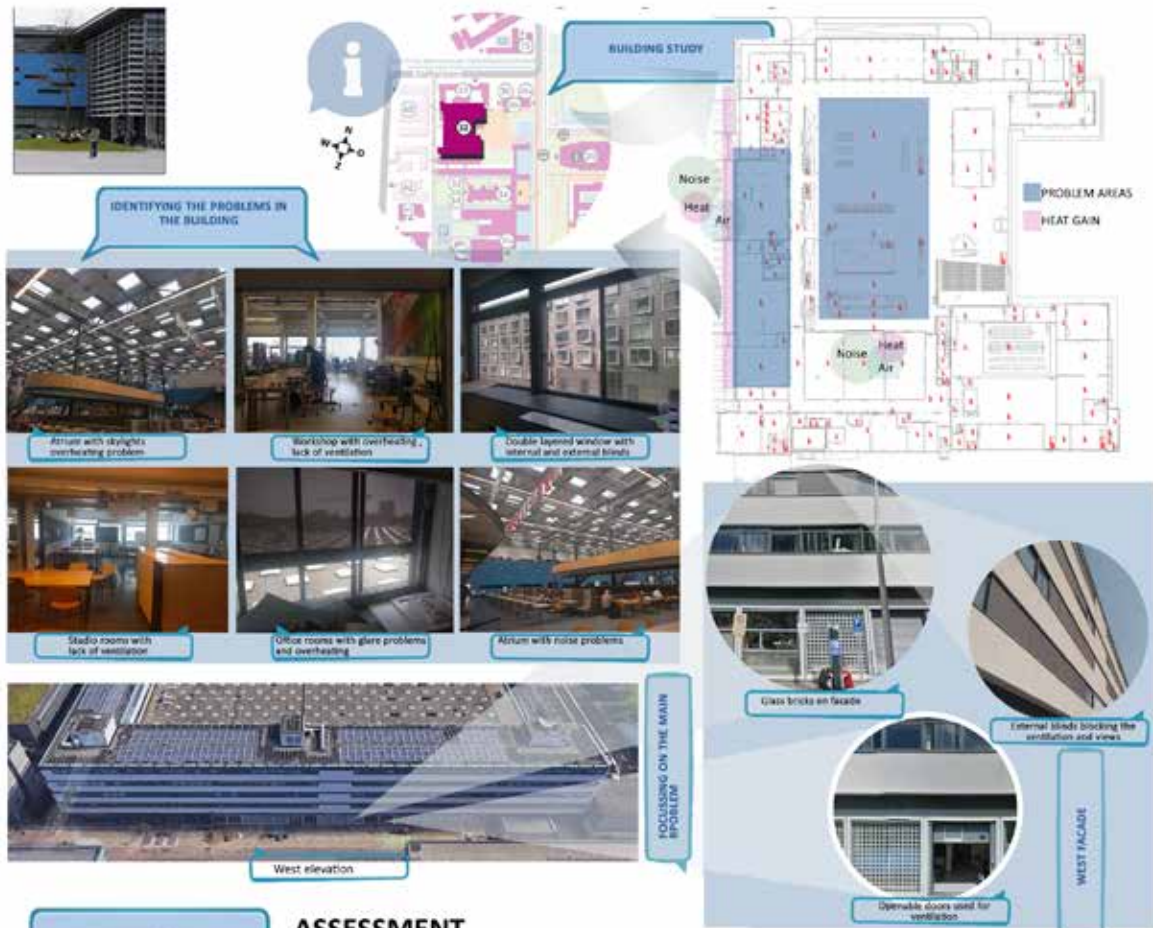 BUILDING STUDY
N
W
O
Z
IDENTIFYING THE PROBLEMS IN
THE BUILDING
Noise
Heat
Air
PROBLEM AREAS
HEAT GAIN
Noise
Heat
Air
Atrium with skylights
overheating problem
Workshop with overheating,
lack of ventilation
Double layered window with
internal and external blinds
Studio rooms with
lack of ventilation
Office rooms with glare problems
and overheating
Atrium with noise problems
Glass bricks on facade
External blinds blocking the
ventilation and views
FOCUSSING ON THE MAIN
RPOBLEM
WEST FACADE
West elevation
Openable doors used for
ventilation
ASSESSMENT